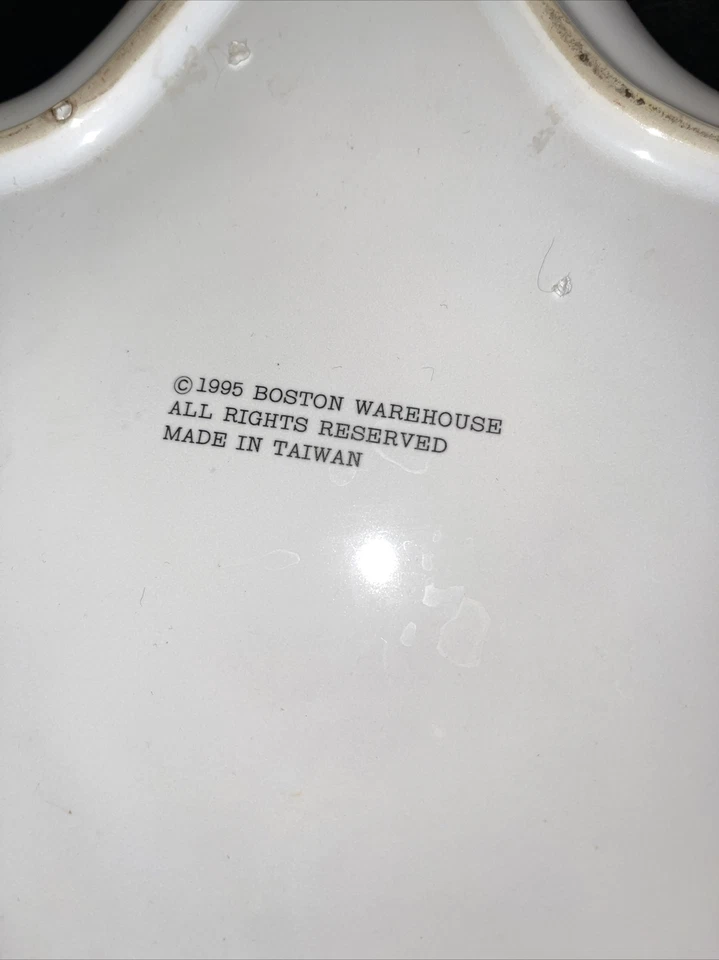 ©1995 BOSTON WAREHOUSE
ALL RIGHTS RESERVED
MADE IN TAIWAN